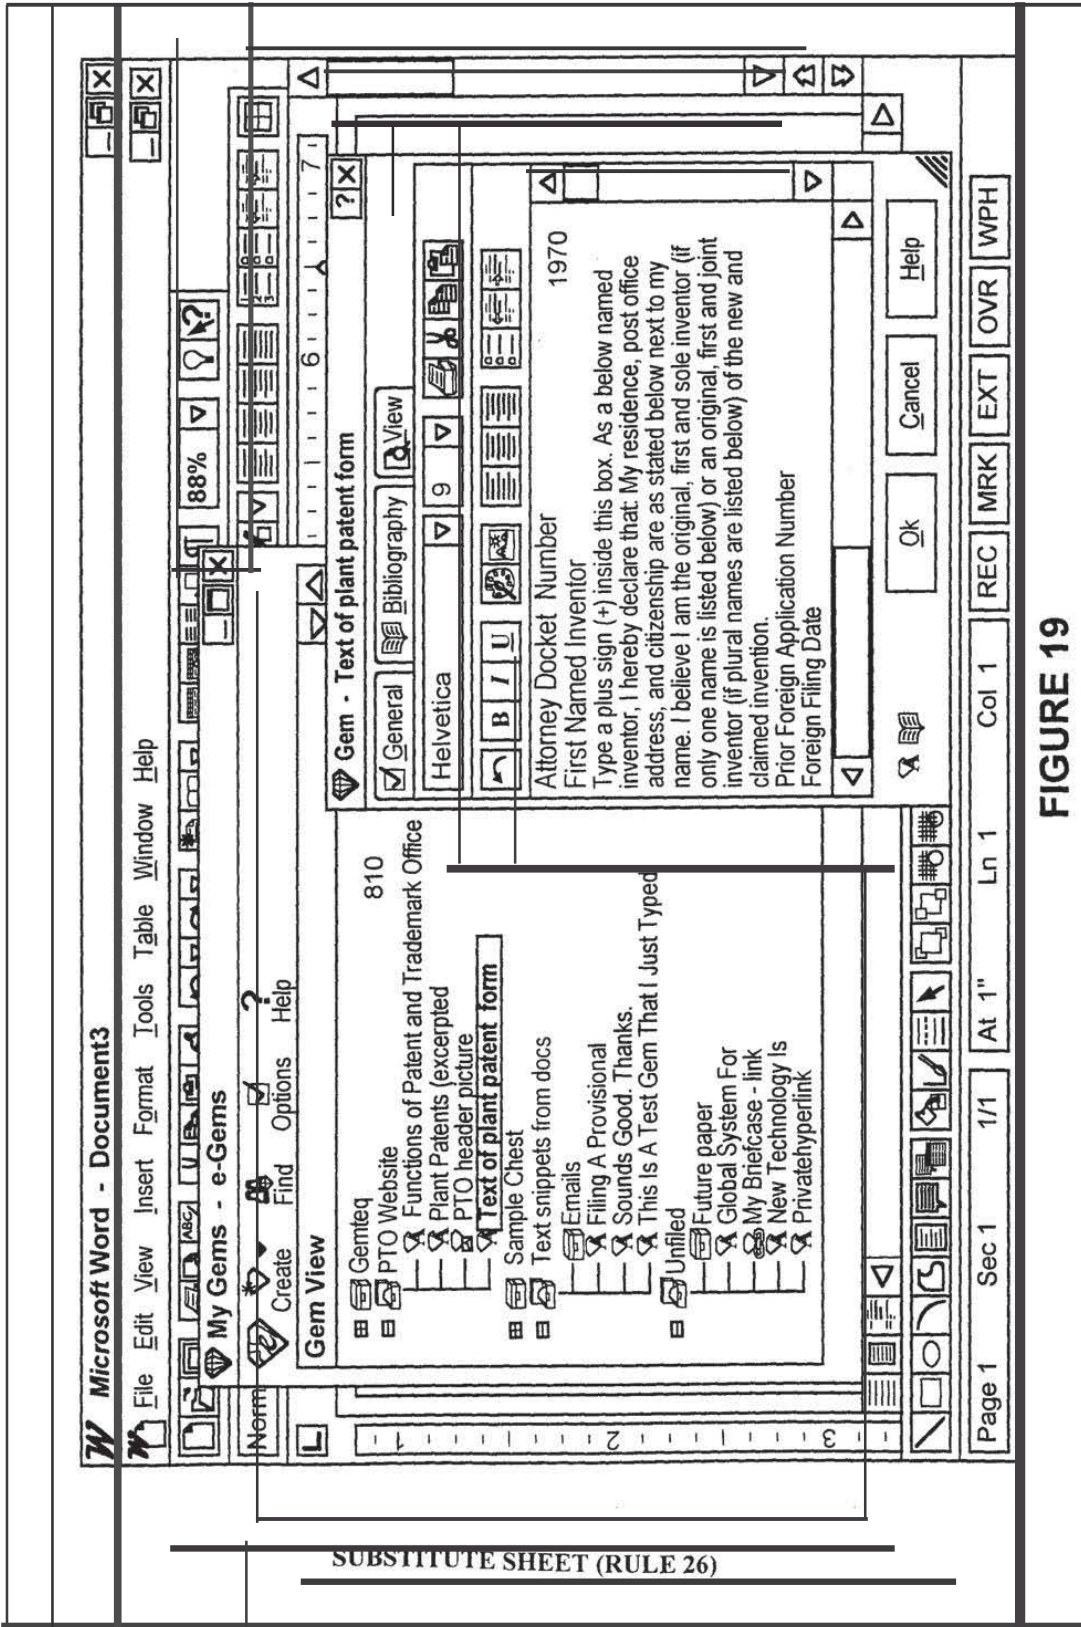 Microsoft Word - Document3
File Edit View Insert Format Tools Table Window Help
ABC
88%
Norm
My Gems - e-Gems
Create Find Options Help
Gem View
810
Gemteq
PTO Website
Functions of Patent and Trademark Office
Plant Patents (excerpted
PTO header picture
Text of plant patent form
Sample Chest
Text snippets from docs
Emails
Filing A Provisional
Sounds Good. Thanks.
This Is A Test Gem That I Just Typed
Unfiled
Future paper
Global System For
My Briefcase - link
New Technology Is
Privatehyperlink
6 7
1
2
3
Gem - Text of plant patent form
General Bibliography View
Helvetica 9
B I U
1970
Attorney Docket Number
First Named Inventor
Type a plus sign (+) inside this box. As a below named
inventor, I hereby declare that: My residence, post office
address, and citizenship are as stated below next to my
name. I believe I am the original, first and sole inventor (if
only one name is listed below) or an original, first and joint
inventor (if plural names are listed below) of the new and
claimed invention.
Prior Foreign Application Number
Foreign Filing Date
Ok Cancel Help
Page 1 Sec 1 1/1 At 1" Ln 1 Col 1 REC MRK EXT OVR WPH
FIGURE 19
SUBSTITUTE SHEET (RULE 26)